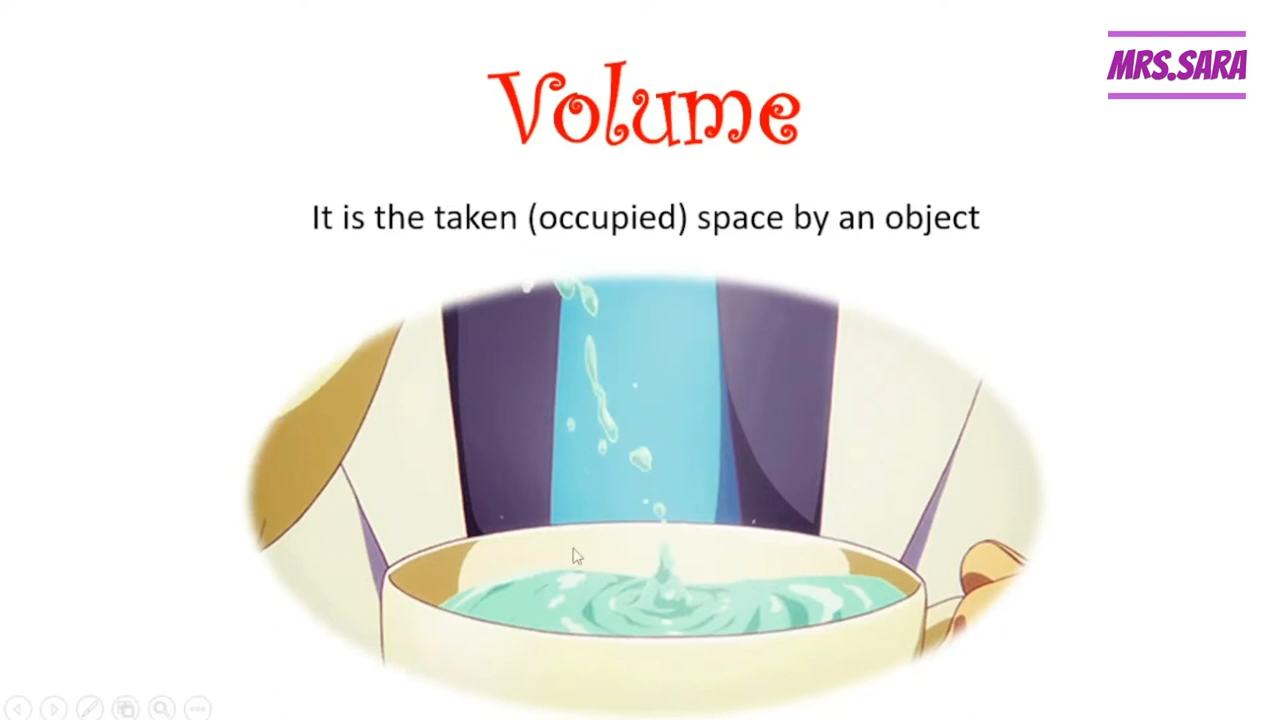 MRS.SARA
Volume
It is the taken (occupied) space by an object